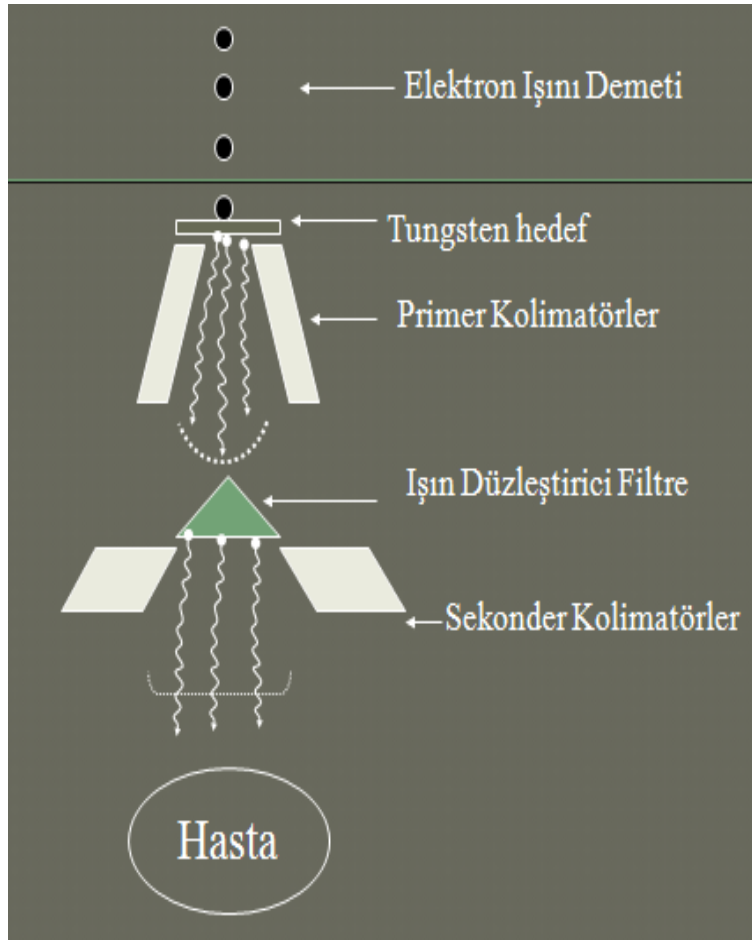 Elektron Işını Demeti
Tungsten hedef
Primer Kolimatörler
Işın Düzleştirici Filtre
Sekonder Kolimatörler
Hasta